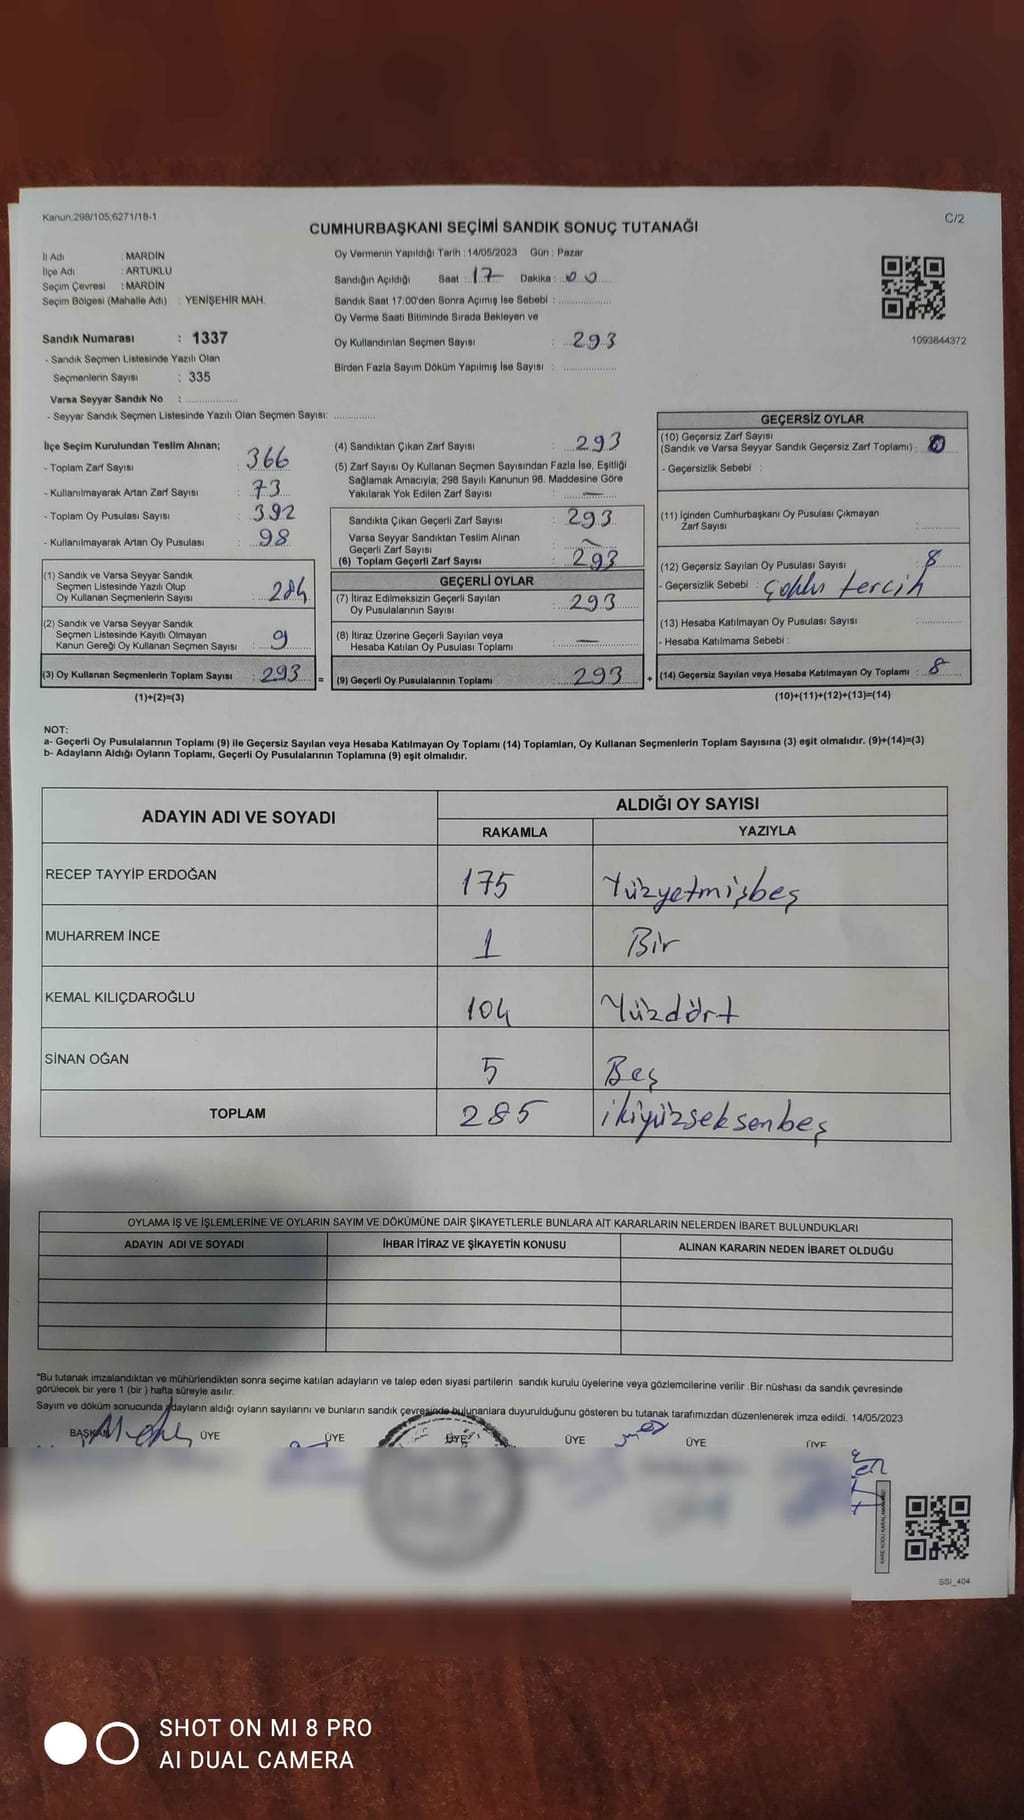 Kanun;298/105;6271/18-1
C/2
CUMHURBAŞKANI SEÇİMİ SANDIK SONUÇ TUTANAĞI
İl Adı : MARDİN
İlçe Adı : ARTUKLU
Seçim Çevresi : MARDİN
Seçim Bölgesi (Mahalle Adı) : YENİŞEHİR MAH.
Sandık Numarası : 1337
- Sandık Seçmen Listesinde Yazılı Olan
Seçmenlerin Sayısı : 335
Varsa Seyyar Sandık No :
- Seyyar Sandık Seçmen Listesinde Yazılı Olan Seçmen Sayısı:
Oy Vermenin Yapıldığı Tarih : 14/05/2023 Gün : Pazar
Sandığın Açıldığı Saat : 17 Dakika : 00
Sandık Saat 17:00'den Sonra Açımış İse Sebebi :
Oy Verme Saati Bitiminde Sırada Bekleyen ve
Oy Kullandırılan Seçmen Sayısı : 293
Birden Fazla Sayım Döküm Yapılmış İse Sayısı :
1093844372
İlçe Seçim Kurulundan Teslim Alınan;
- Toplam Zarf Sayısı : 366
- Kullanılmayarak Artan Zarf Sayısı : 73
- Toplam Oy Pusulası Sayısı : 392
- Kullanılmayarak Artan Oy Pusulası : 98
(1) Sandık ve Varsa Seyyar Sandık
Seçmen Listesinde Yazılı Olup
Oy Kullanan Seçmenlerin Sayısı : 284
(2) Sandık ve Varsa Seyyar Sandık
Seçmen Listesinde Kayıtlı Olmayan
Kanun Gereği Oy Kullanan Seçmen Sayısı : 9
(3) Oy Kullanan Seçmenlerin Toplam Sayısı : 293
(1)+(2)=(3)
(4) Sandıktan Çıkan Zarf Sayısı : 293
(5) Zarf Sayısı Oy Kullanan Seçmen Sayısından Fazla İse, Eşitliği
Sağlamak Amacıyla; 298 Sayılı Kanunun 98. Maddesine Göre
Yakılarak Yok Edilen Zarf Sayısı : —
Sandıkta Çıkan Geçerli Zarf Sayısı : 293
Varsa Seyyar Sandıktan Teslim Alınan
Geçerli Zarf Sayısı : —
(6) Toplam Geçerli Zarf Sayısı : 293
GEÇERLİ OYLAR
(7) İtiraz Edilmeksizin Geçerli Sayılan
Oy Pusulalarının Sayısı : 293
(8) İtiraz Üzerine Geçerli Sayılan veya
Hesaba Katılan Oy Pusulası Toplamı : —
= (9) Geçerli Oy Pusulalarının Toplamı : 293
GEÇERSİZ OYLAR
(10) Geçersiz Zarf Sayısı
(Sandık ve Varsa Seyyar Sandık Geçersiz Zarf Toplamı) : 0
- Geçersizlik Sebebi :
(11) İçinden Cumhurbaşkanı Oy Pusulası Çıkmayan
Zarf Sayısı :
(12) Geçersiz Sayılan Oy Pusulası Sayısı : 8
- Geçersizlik Sebebi : Çoklu tercih
(13) Hesaba Katılmayan Oy Pusulası Sayısı :
- Hesaba Katılmama Sebebi :
+ (14) Geçersiz Sayılan veya Hesaba Katılmayan Oy Toplamı : 8
(10)+(11)+(12)+(13)=(14)
NOT:
a- Geçerli Oy Pusulalarının Toplamı (9) ile Geçersiz Sayılan veya Hesaba Katılmayan Oy Toplamı (14) Toplamları, Oy Kullanan Seçmenlerin Toplam Sayısına (3) eşit olmalıdır. (9)+(14)=(3)
b- Adayların Aldığı Oyların Toplamı, Geçerli Oy Pusulalarının Toplamına (9) eşit olmalıdır.
ADAYIN ADI VE SOYADI ALDIĞI OY SAYISI
RAKAMLA YAZIYLA
RECEP TAYYİP ERDOĞAN 175 Yüzyetmişbeş
MUHARREM İNCE 1 Bir
KEMAL KILIÇDAROĞLU 104 Yüzdört
SİNAN OĞAN 5 Beş
TOPLAM 285 ikiyüzseksenbeş
OYLAMA İŞ VE İŞLEMLERİNE VE OYLARIN SAYIM VE DÖKÜMÜNE DAİR ŞİKAYETLERLE BUNLARA AİT KARARLARIN NELERDEN İBARET BULUNDUKLARI
ADAYIN ADI VE SOYADI İHBAR İTİRAZ VE ŞİKAYETİN KONUSU ALINAN KARARIN NEDEN İBARET OLDUĞU
"Bu tutanak imzalandıktan ve mühürlendikten sonra seçime katılan adayların ve talep eden siyasi partilerin sandık kurulu üyelerine veya gözlemcilerine verilir .Bir nüshası da sandık çevresinde
görülecek bir yere 1 (bir ) hafta süreyle asılır.
Sayım ve döküm sonucunda adayların aldığı oyların sayılarını ve bunların sandık çevresinde bulunanlara duyurulduğunu gösteren bu tutanak tarafımızdan düzenlenerek imza edildi. 14/05/2023
BAŞKAN ÜYE ÜYE ÜYE ÜYE ÜYE ÜYE
SSI_404
SHOT ON MI 8 PRO
AI DUAL CAMERA